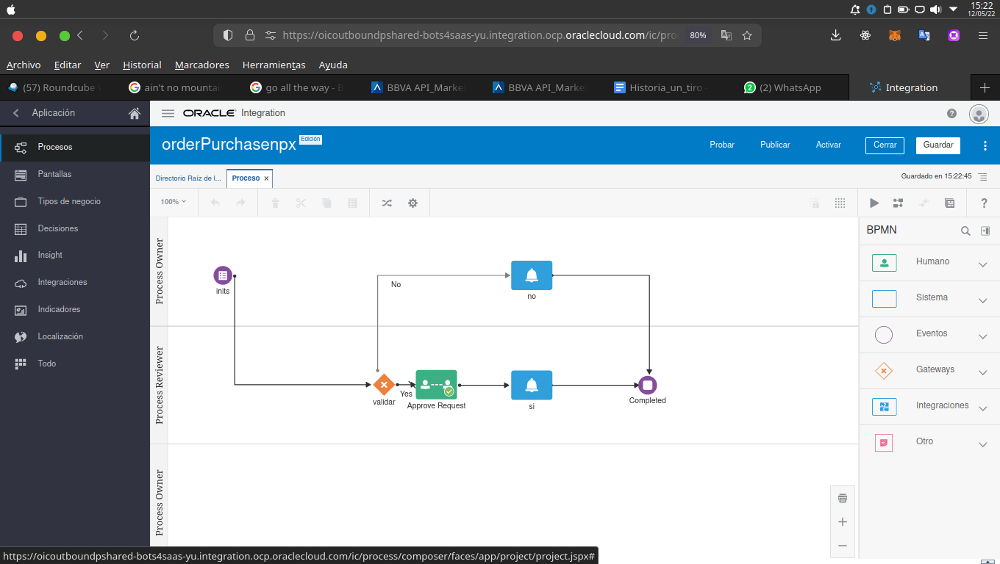 15:22
12/05/22
https://oicoutboundpshared-bots4saas-yu.integration.ocp.oraclecloud.com/ic/pro
80%
Archivo Editar Ver Historial Marcadores Herramientas Ayuda
(57) Roundcube
ain't no mountai
go all the way - B
BBVA API_Marke
BBVA API_Marke
Historia_un_tiro -
2
(2) WhatsApp
Integration
Aplicación
ORACLE Integration
Procesos
Pantallas
Tipos de negocio
Decisiones
Insight
Integraciones
Indicadores
Localización
Todo
orderPurchasenpx Edición
Probar
Publicar
Activar
Cerrar
Guardar
Directorio Raíz de I...
Proceso
Guardado en 15:22:45
100%
?
Process Owner
inits
No
no
Process Reviewer
validar
Yes
Approve Request
si
Completed
Process Owner
BPMN
Humano
Sistema
Eventos
Gateways
Integraciones
Otro
https://oicoutboundpshared-bots4saas-yu.integration.ocp.oraclecloud.com/ic/process/composer/faces/app/project/project.jspx#